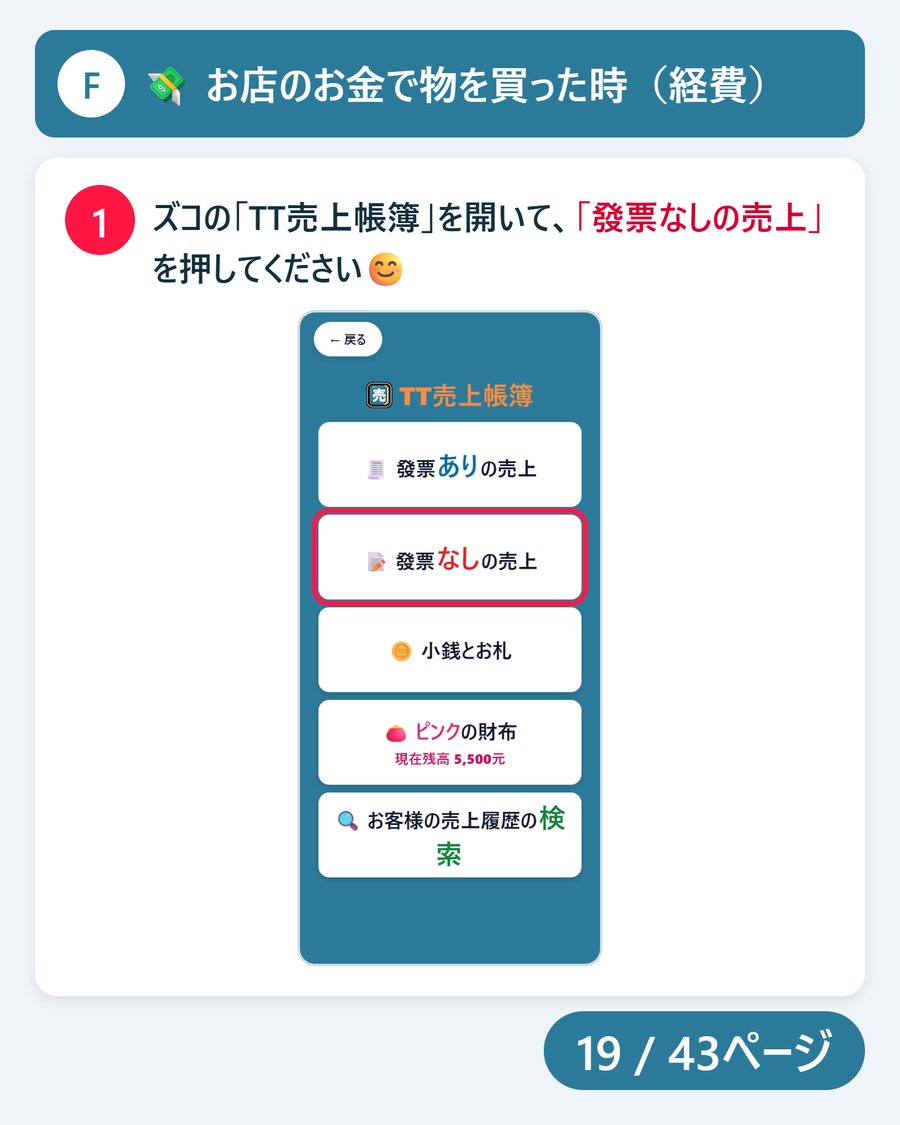 F 💸 お店のお金で物を買った時（経費）
1 ズコの「TT売上帳簿」を開いて、「發票なしの売上」
を押してください😊
← 戻る
売 TT売上帳簿
🧾 發票ありの売上
📝 發票なしの売上
🪙 小銭とお札
👛 ピンクの財布
現在残高 5,500元
🔍 お客様の売上履歴の検
索
19 / 43ページ